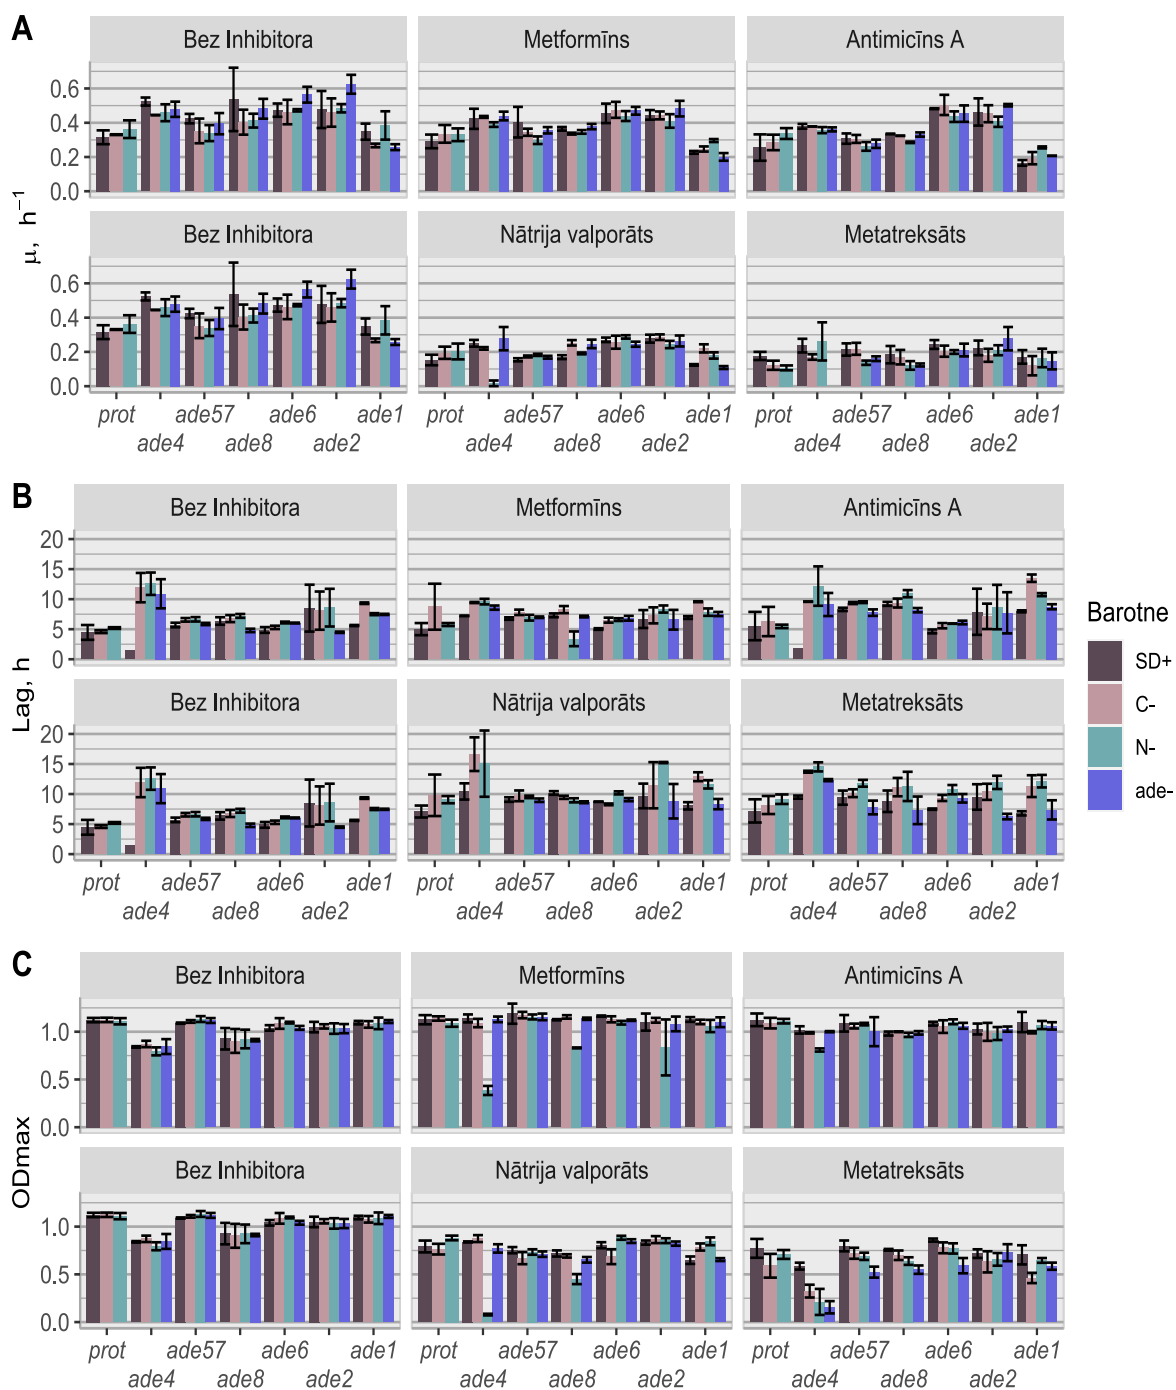 A
Bez Inhibitora
Metformīns
Antimicīns A
0.6
0.4
0.2
0.0
Bez Inhibitora
Nātrija valporāts
Metatreksāts
0.6
0.4
0.2
0.0
μ, h⁻¹
prot ade57 ade6 ade1
ade4 ade8 ade2
prot ade57 ade6 ade1
ade4 ade8 ade2
prot ade57 ade6 ade1
ade4 ade8 ade2
B
Bez Inhibitora
Metformīns
Antimicīns A
20
15
10
5
0
Bez Inhibitora
Nātrija valporāts
Metatreksāts
20
15
10
5
0
Lag, h
prot ade57 ade6 ade1
ade4 ade8 ade2
prot ade57 ade6 ade1
ade4 ade8 ade2
prot ade57 ade6 ade1
ade4 ade8 ade2
Barotne
SD+
C-
N-
ade-
C
Bez Inhibitora
Metformīns
Antimicīns A
1.0
0.5
0.0
Bez Inhibitora
Nātrija valporāts
Metatreksāts
1.0
0.5
0.0
ODmax
prot ade57 ade6 ade1
ade4 ade8 ade2
prot ade57 ade6 ade1
ade4 ade8 ade2
prot ade57 ade6 ade1
ade4 ade8 ade2